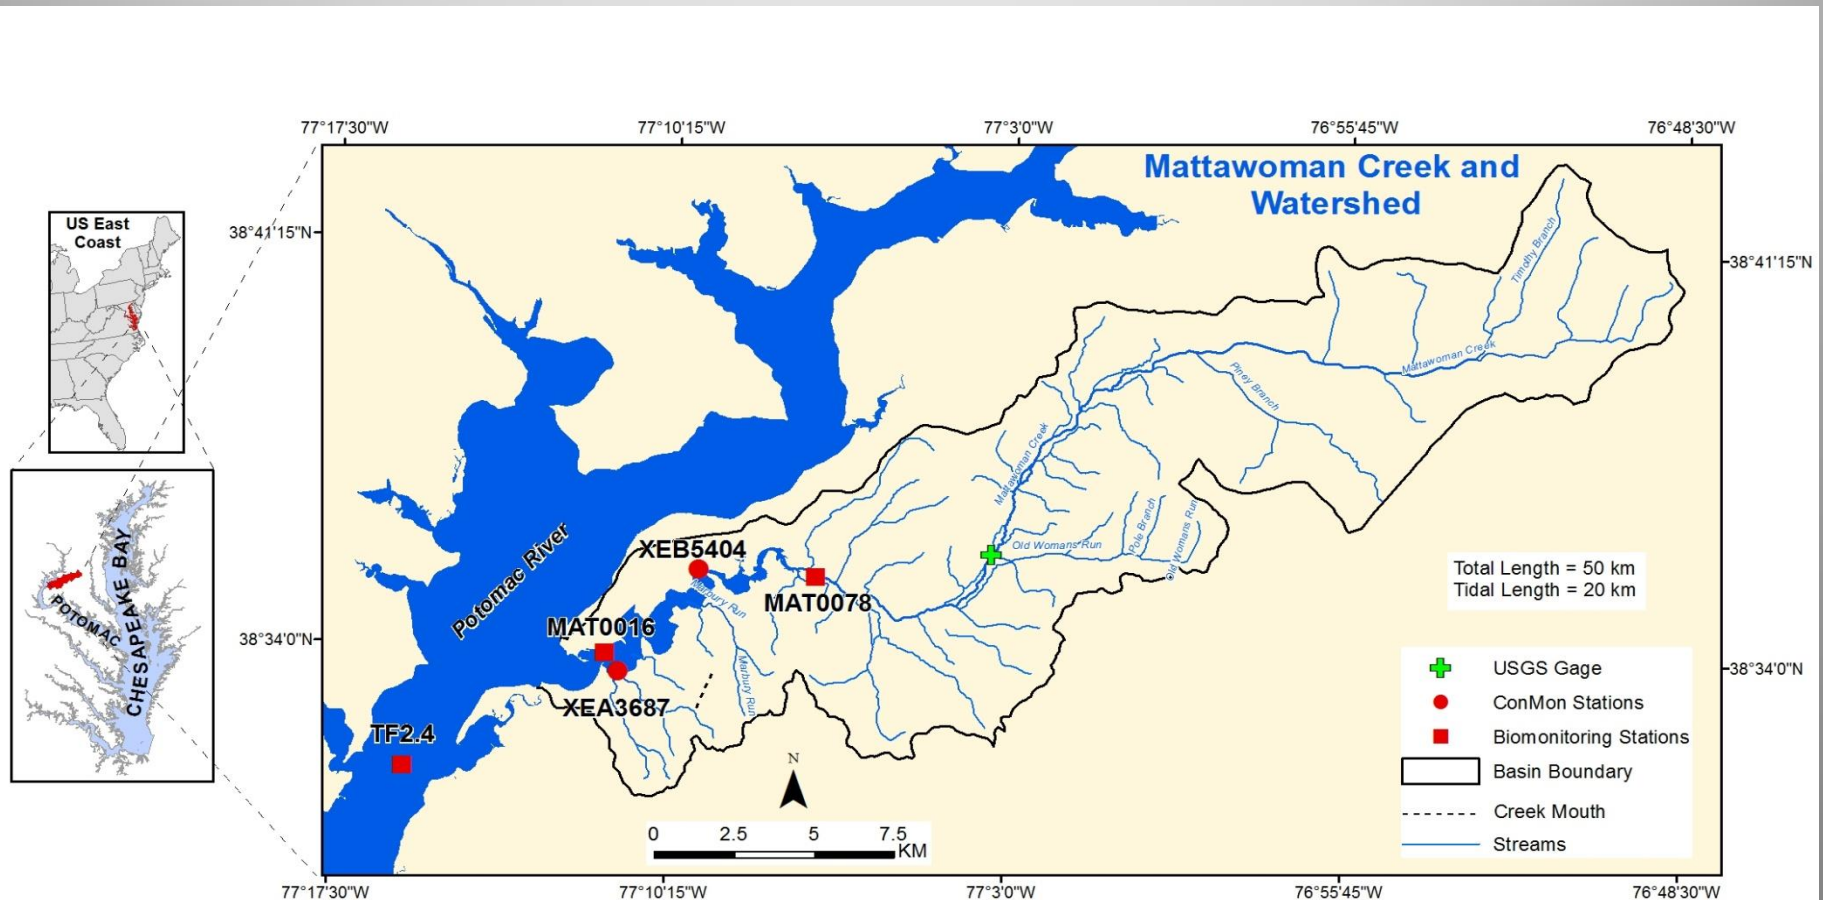 Mattawoman Creek and
Watershed
77°17'30"W
77°10'15"W
77°3'0"W
76°55'45"W
76°48'30"W
38°41'15"N
38°41'15"N
38°34'0"N
38°34'0"N
US East
Coast
CHESAPEAKE BAY
POTOMAC
Potomac River
Timothy Branch
Mattawoman Creek
Piney Branch
Mattawoman Creek
Pole Branch
Old Womans Run
Old Womans Run
XEB5404
Marbury Run
MAT0078
MAT0016
Marbury Run
XEA3687
TF2.4
Total Length = 50 km
Tidal Length = 20 km
USGS Gage
ConMon Stations
Biomonitoring Stations
Basin Boundary
Creek Mouth
Streams
N
0 2.5 5 7.5
KM
77°17'30"W
77°10'15"W
77°3'0"W
76°55'45"W
76°48'30"W